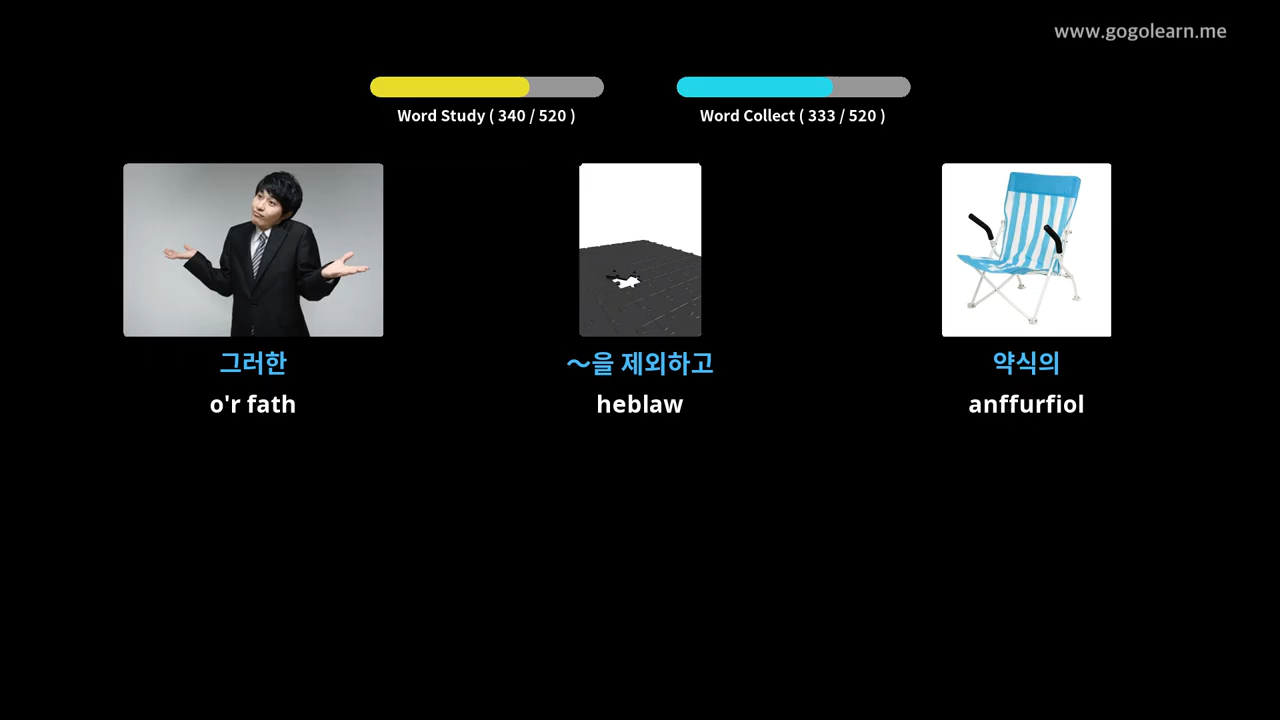 www.gogolearn.me
Word Study ( 340 / 520 )
Word Collect ( 333 / 520 )
그러한
～을 제외하고
약식의
o'r fath
heblaw
anffurfiol